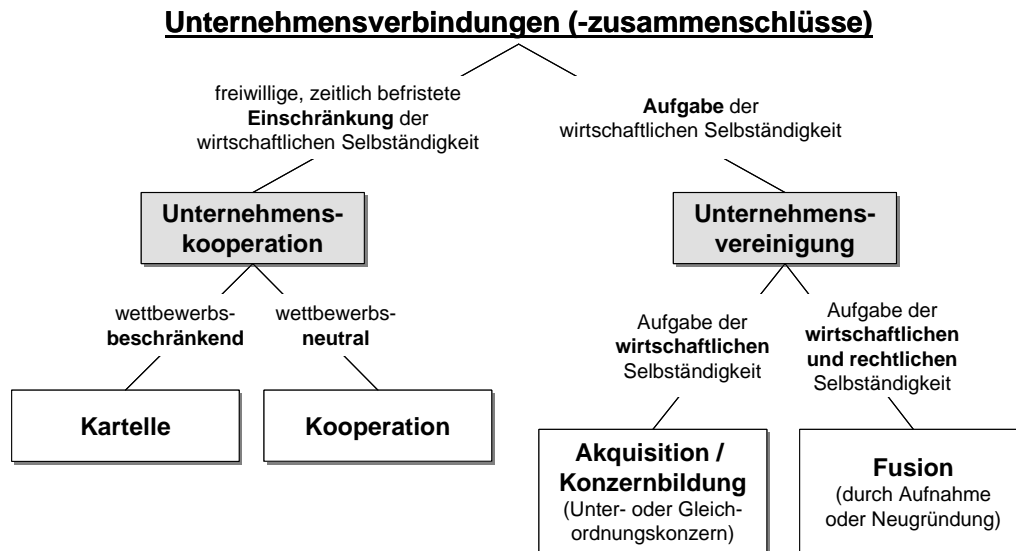 Unternehmensverbindungen (-zusammenschlüsse)
freiwillige, zeitlich befristete
Einschränkung der
wirtschaftlichen Selbständigkeit
Aufgabe der
wirtschaftlichen Selbständigkeit
Unternehmens-
kooperation
Unternehmens-
vereinigung
wettbewerbs-
beschränkend
wettbewerbs-
neutral
Aufgabe der
wirtschaftlichen
Selbständigkeit
Aufgabe der
wirtschaftlichen
und rechtlichen
Selbständigkeit
Kartelle
Kooperation
Akquisition /
Konzernbildung
(Unter- oder Gleich-
ordnungskonzern)
Fusion
(durch Aufnahme
oder Neugründung)